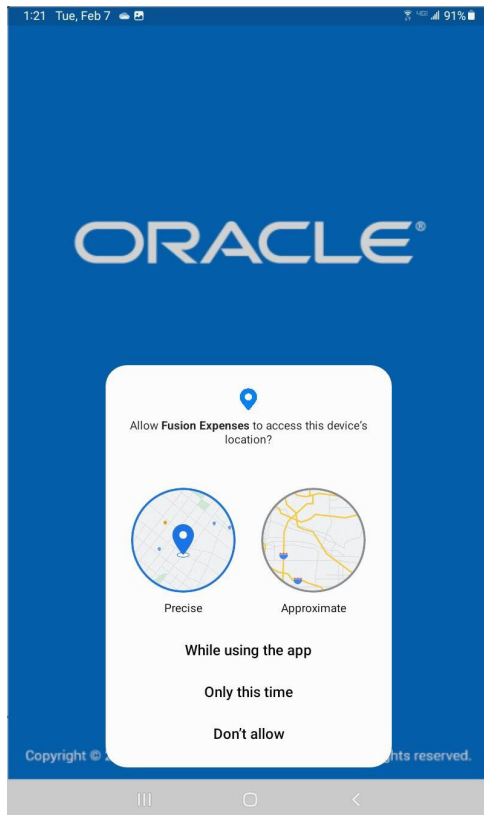 1:21 Tue, Feb 7 91%
ORACLE®
Allow Fusion Expenses to access this device's
location?
Precise Approximate
While using the app
Only this time
Don't allow
Copyright © hts reserved.